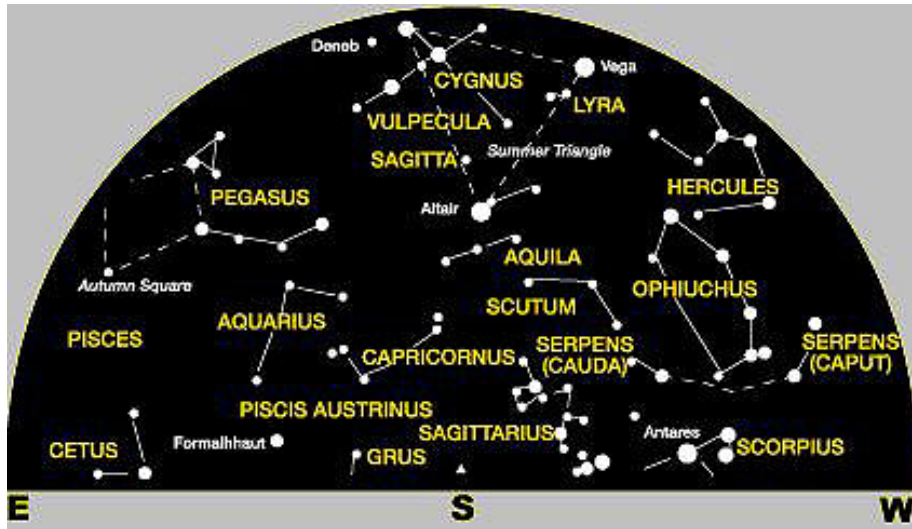 Deneb
Vega
CYGNUS
LYRA
VULPECULA
Summer Triangle
SAGITTA
HERCULES
PEGASUS
Altair
AQUILA
Autumn Square
OPHIUCHUS
SCUTUM
AQUARIUS
PISCES
CAPRICORNUS
SERPENS
(CAUDA)
SERPENS
(CAPUT)
PISCIS AUSTRINUS
SAGITTARIUS
Antares
Formalhhaut
CETUS
GRUS
SCORPIUS
E
S
W